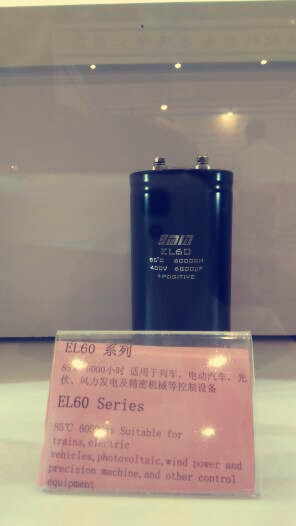 ymin
EL60
85℃
400V 6800μF
+POSITIVE
EL60 系列
85℃ 6000小时 适用于列车、电动汽车、光
伏、风力发电及精密机械等控制设备
EL60 Series
85℃ 6000hrs Suitable for
trains,electric
vehicles,photovoltaic,wind power and
precision machine,and other control
equipment